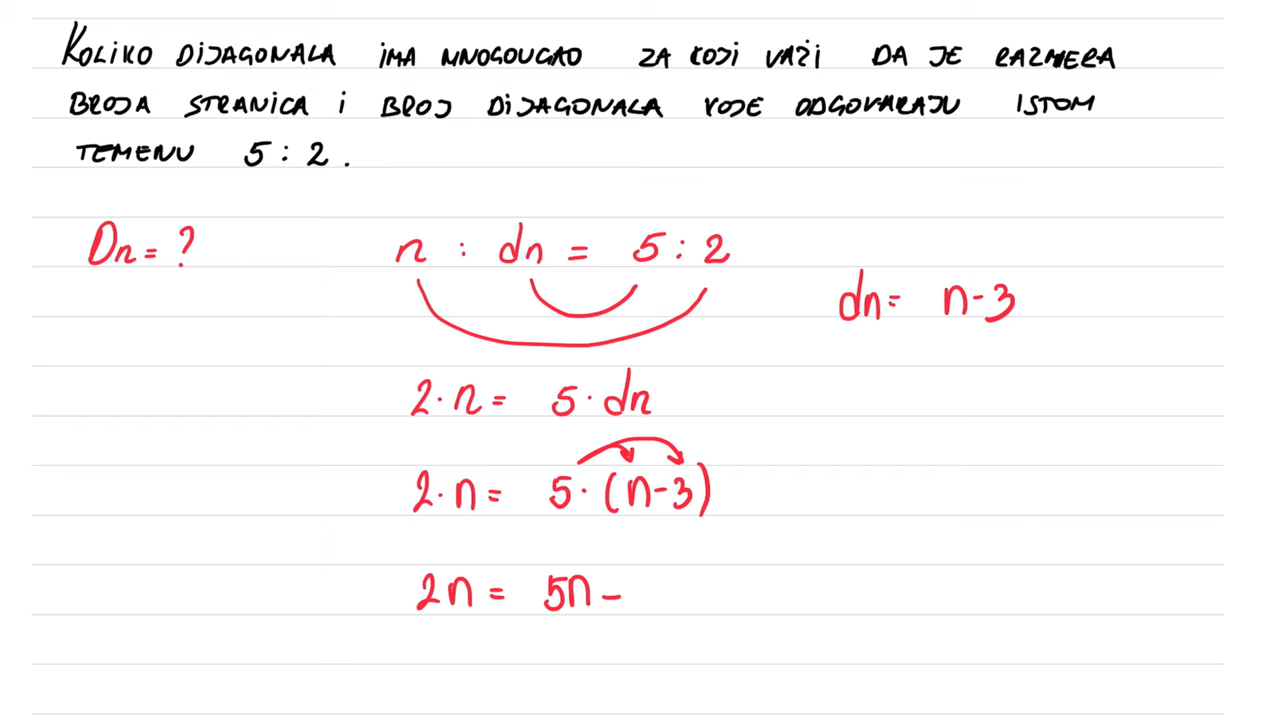 KOLIKO DIJAGONALA IMA MNOGOUGAO ZA KOJI VAŽI DA JE RAZMERA
BROJA STRANICA I BROJ DIJAGONALA KOJE ODGOVARAJU ISTOM
TEMENU 5 : 2 .
Dn = ?
n : dn = 5 : 2
dn = n - 3
2 · n = 5 · dn
2 · n = 5 · (n - 3)
2n = 5n -